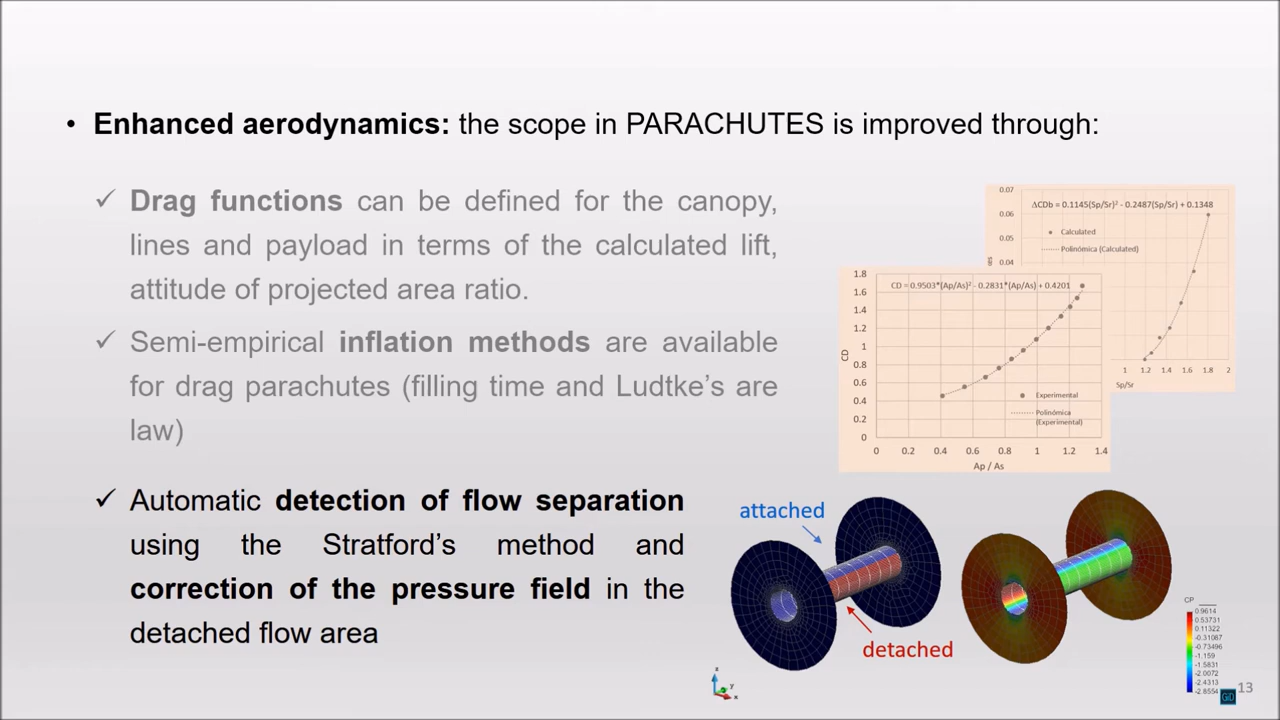 • Enhanced aerodynamics: the scope in PARACHUTES is improved through:
✓ Drag functions can be defined for the canopy,
lines and payload in terms of the calculated lift,
attitude of projected area ratio.
✓ Semi-empirical inflation methods are available
for drag parachutes (filling time and Ludtke's are
law)
✓ Automatic detection of flow separation
using the Stratford's method and
correction of the pressure field in the
detached flow area
0.07
ΔCDb = 0.1145(Sp/Sr)² - 0.2487(Sp/Sr) + 0.1348
0.06
Calculated
0.05
Polinómica (Calculated)
0.04
1 1.2 1.4 1.6 1.8 2
Sp/Sr
1.8
CD = 0.9503*(Ap/As)² - 0.2831*(Ap/As) + 0.4201
1.6
1.4
1.2
1
CD
0.8
0.6
0.4
0.2
0
Experimental
Polinómica
(Experimental)
0 0.2 0.4 0.6 0.8 1 1.2 1.4
Ap / As
attached
detached
z
y
x
CP
0.9614
0.53731
0.11322
-0.31087
-0.73496
-1.159
-1.5831
-2.0072
-2.4313
-2.8554
GiD
13